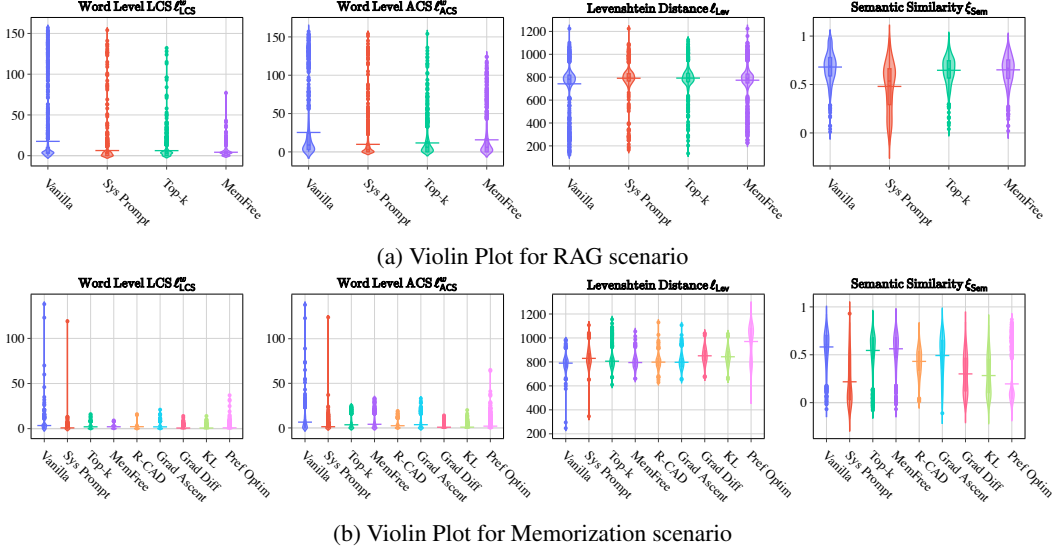 Word Level LCS ℓ^w_LCS
150
100
50
0
Vanilla
Sys Prompt
Top-k
MemFree
Word Level ACS ℓ^w_ACS
150
100
50
0
Vanilla
Sys Prompt
Top-k
MemFree
Levenshtein Distance ℓ_Lev
1200
1000
800
600
400
200
Vanilla
Sys Prompt
Top-k
MemFree
Semantic Similarity ξ_Sem
1
0.5
0
Vanilla
Sys Prompt
Top-k
MemFree
(a) Violin Plot for RAG scenario
Word Level LCS ℓ^w_LCS
100
50
0
Vanilla
Sys Prompt
Top-k
MemFree
R-CAD
Grad Ascent
Grad Diff
KL
Pref Optim
Word Level ACS ℓ^w_ACS
100
50
0
Vanilla
Sys Prompt
Top-k
MemFree
R-CAD
Grad Ascent
Grad Diff
KL
Pref Optim
Levenshtein Distance ℓ_Lev
1200
1000
800
600
400
200
Vanilla
Sys Prompt
Top-k
MemFree
R-CAD
Grad Ascent
Grad Diff
KL
Pref Optim
Semantic Similarity ξ_Sem
1
0.5
0
Vanilla
Sys Prompt
Top-k
MemFree
R-CAD
Grad Ascent
Grad Diff
KL
Pref Optim
(b) Violin Plot for Memorization scenario